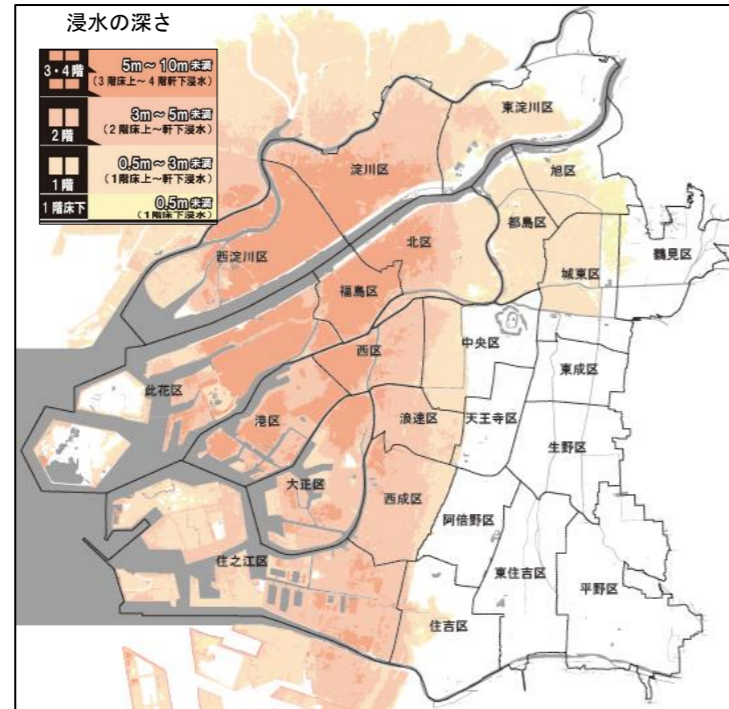 浸水の深さ
3・4階
5m～10m未満
(3階床上～4階軒下浸水)
2階
3m～5m未満
(2階床上～軒下浸水)
1階
0.5m～3m未満
(1階床上～軒下浸水)
1階床下
0.5m未満
(1階床下浸水)
東淀川区
淀川区
旭区
都島区
北区
鶴見区
西淀川区
城東区
福島区
中央区
西区
東成区
此花区
港区
浪速区
天王寺区
生野区
大正区
西成区
阿倍野区
住之江区
東住吉区
平野区
住吉区